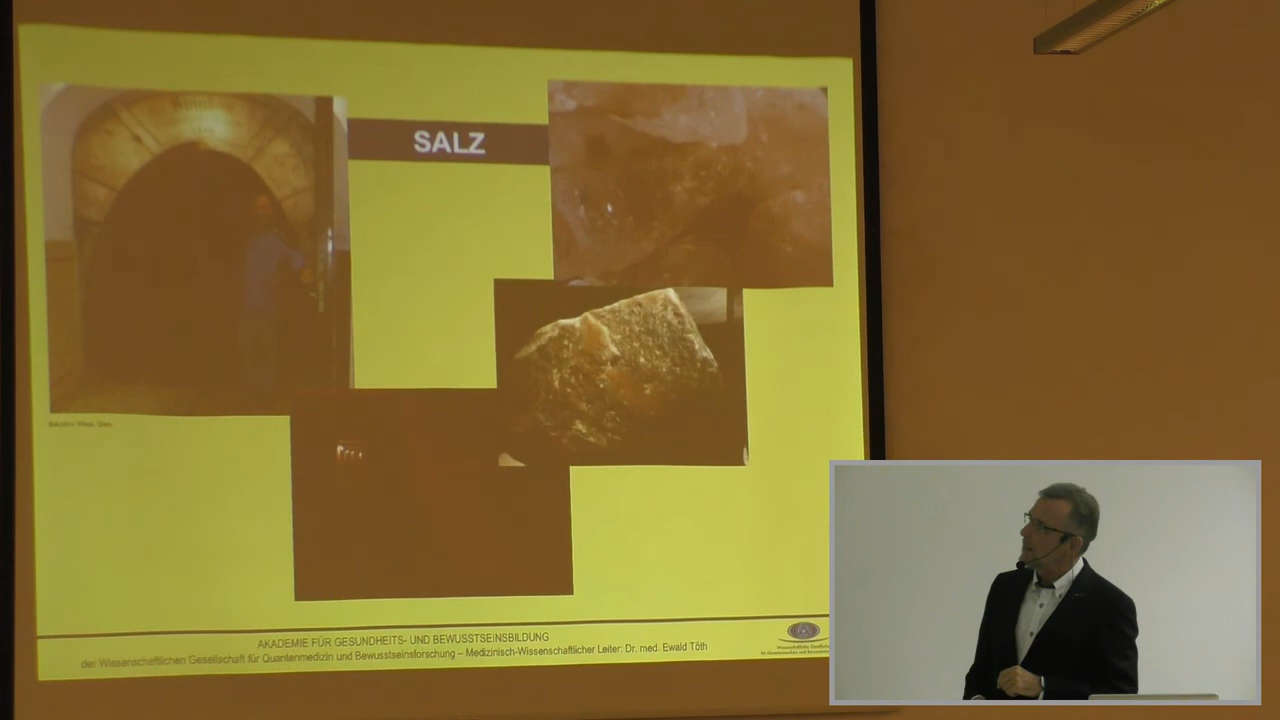 SALZ
AKADEMIE FÜR GESUNDHEITS- UND BEWUSSTSEINSBILDUNG
der Wissenschaftlichen Gesellschaft für Quantenmedizin und Bewusstseinsforschung – Medizinisch-Wissenschaftlicher Leiter: Dr. med. Ewald Töth